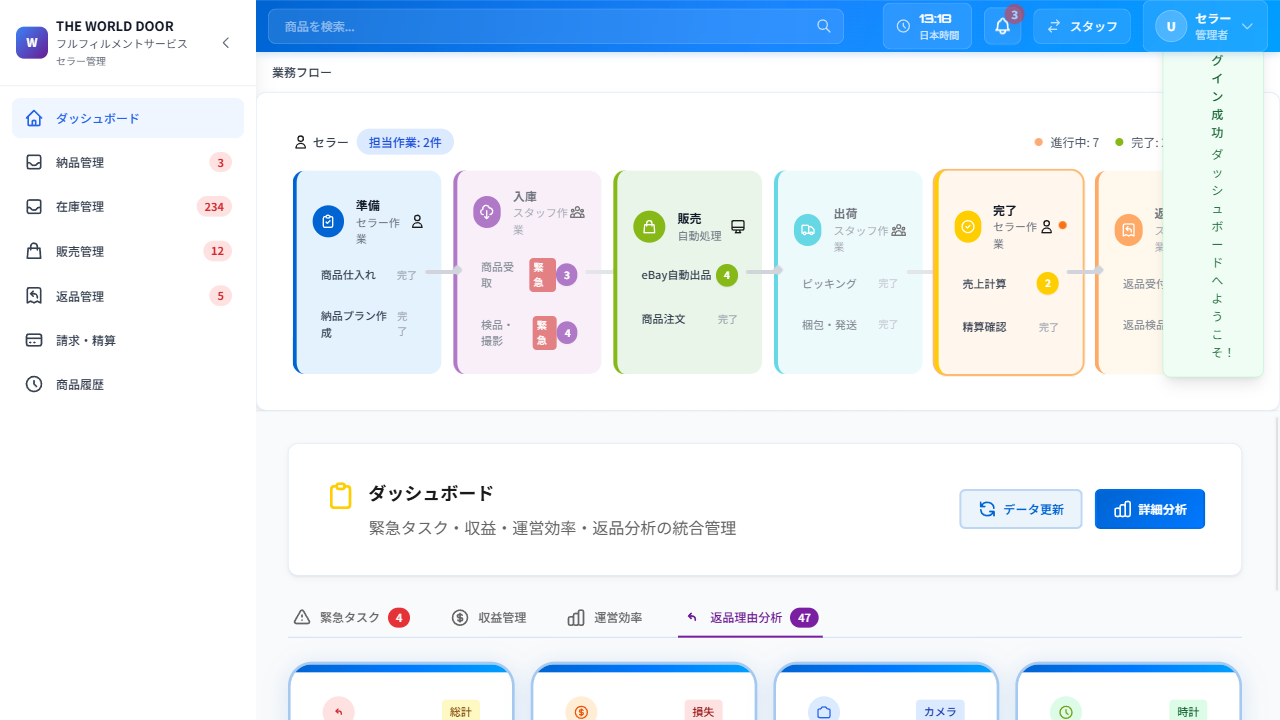 W
THE WORLD DOOR
フルフィルメントサービス
セラー管理
ダッシュボード
納品管理
3
在庫管理
234
販売管理
12
返品管理
5
請求・精算
商品履歴
商品を検索...
13:18
日本時間
3
スタッフ
U
セラー
管理者
業務フロー
セラー
担当作業: 2件
進行中: 7
完了:
準備
セラー作
業
商品仕入れ
完了
納品プラン作
成
完
了
入庫
スタッフ作
業
商品受
取
緊
急
3
検品・
撮影
緊
急
4
販売
自動処理
eBay自動出品
4
商品注文
完了
出荷
スタッフ作
業
ピッキング
完了
梱包・発送
完了
完了
セラー作
業
売上計算
2
精算確認
完了
返品受付
返品検品
グ
イ
ン
成
功
ダ
ッ
シ
ュ
ボ
ー
ド
へ
よ
う
こ
そ！
ダッシュボード
緊急タスク・収益・運営効率・返品分析の統合管理
データ更新
詳細分析
緊急タスク
4
収益管理
運営効率
返品理由分析
47
総計
損失
カメラ
時計